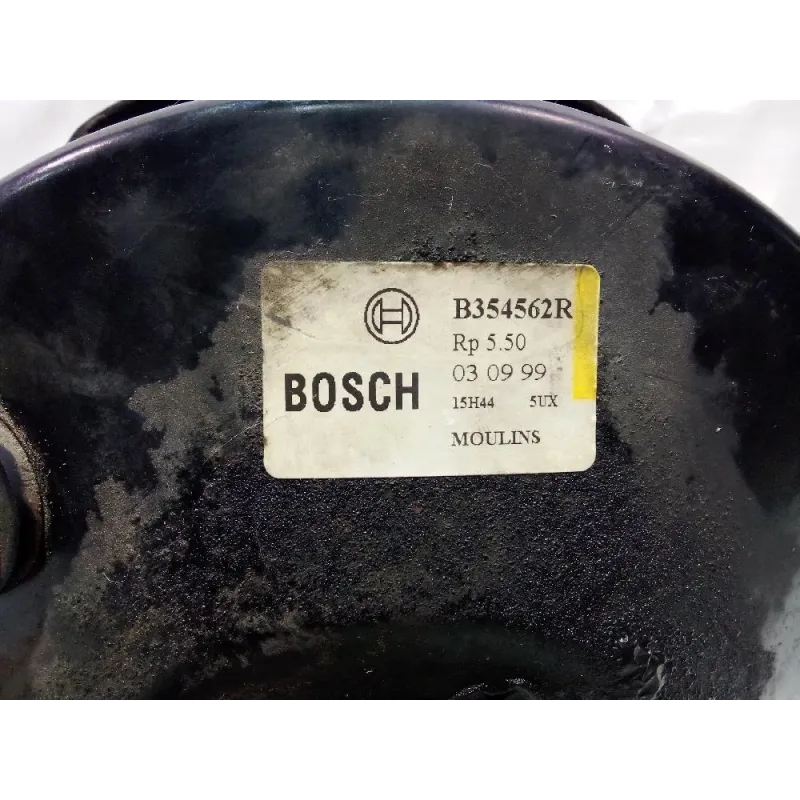 B354562R
Rp 5.50
03 09 99
BOSCH
15H44 5UX
MOULINS